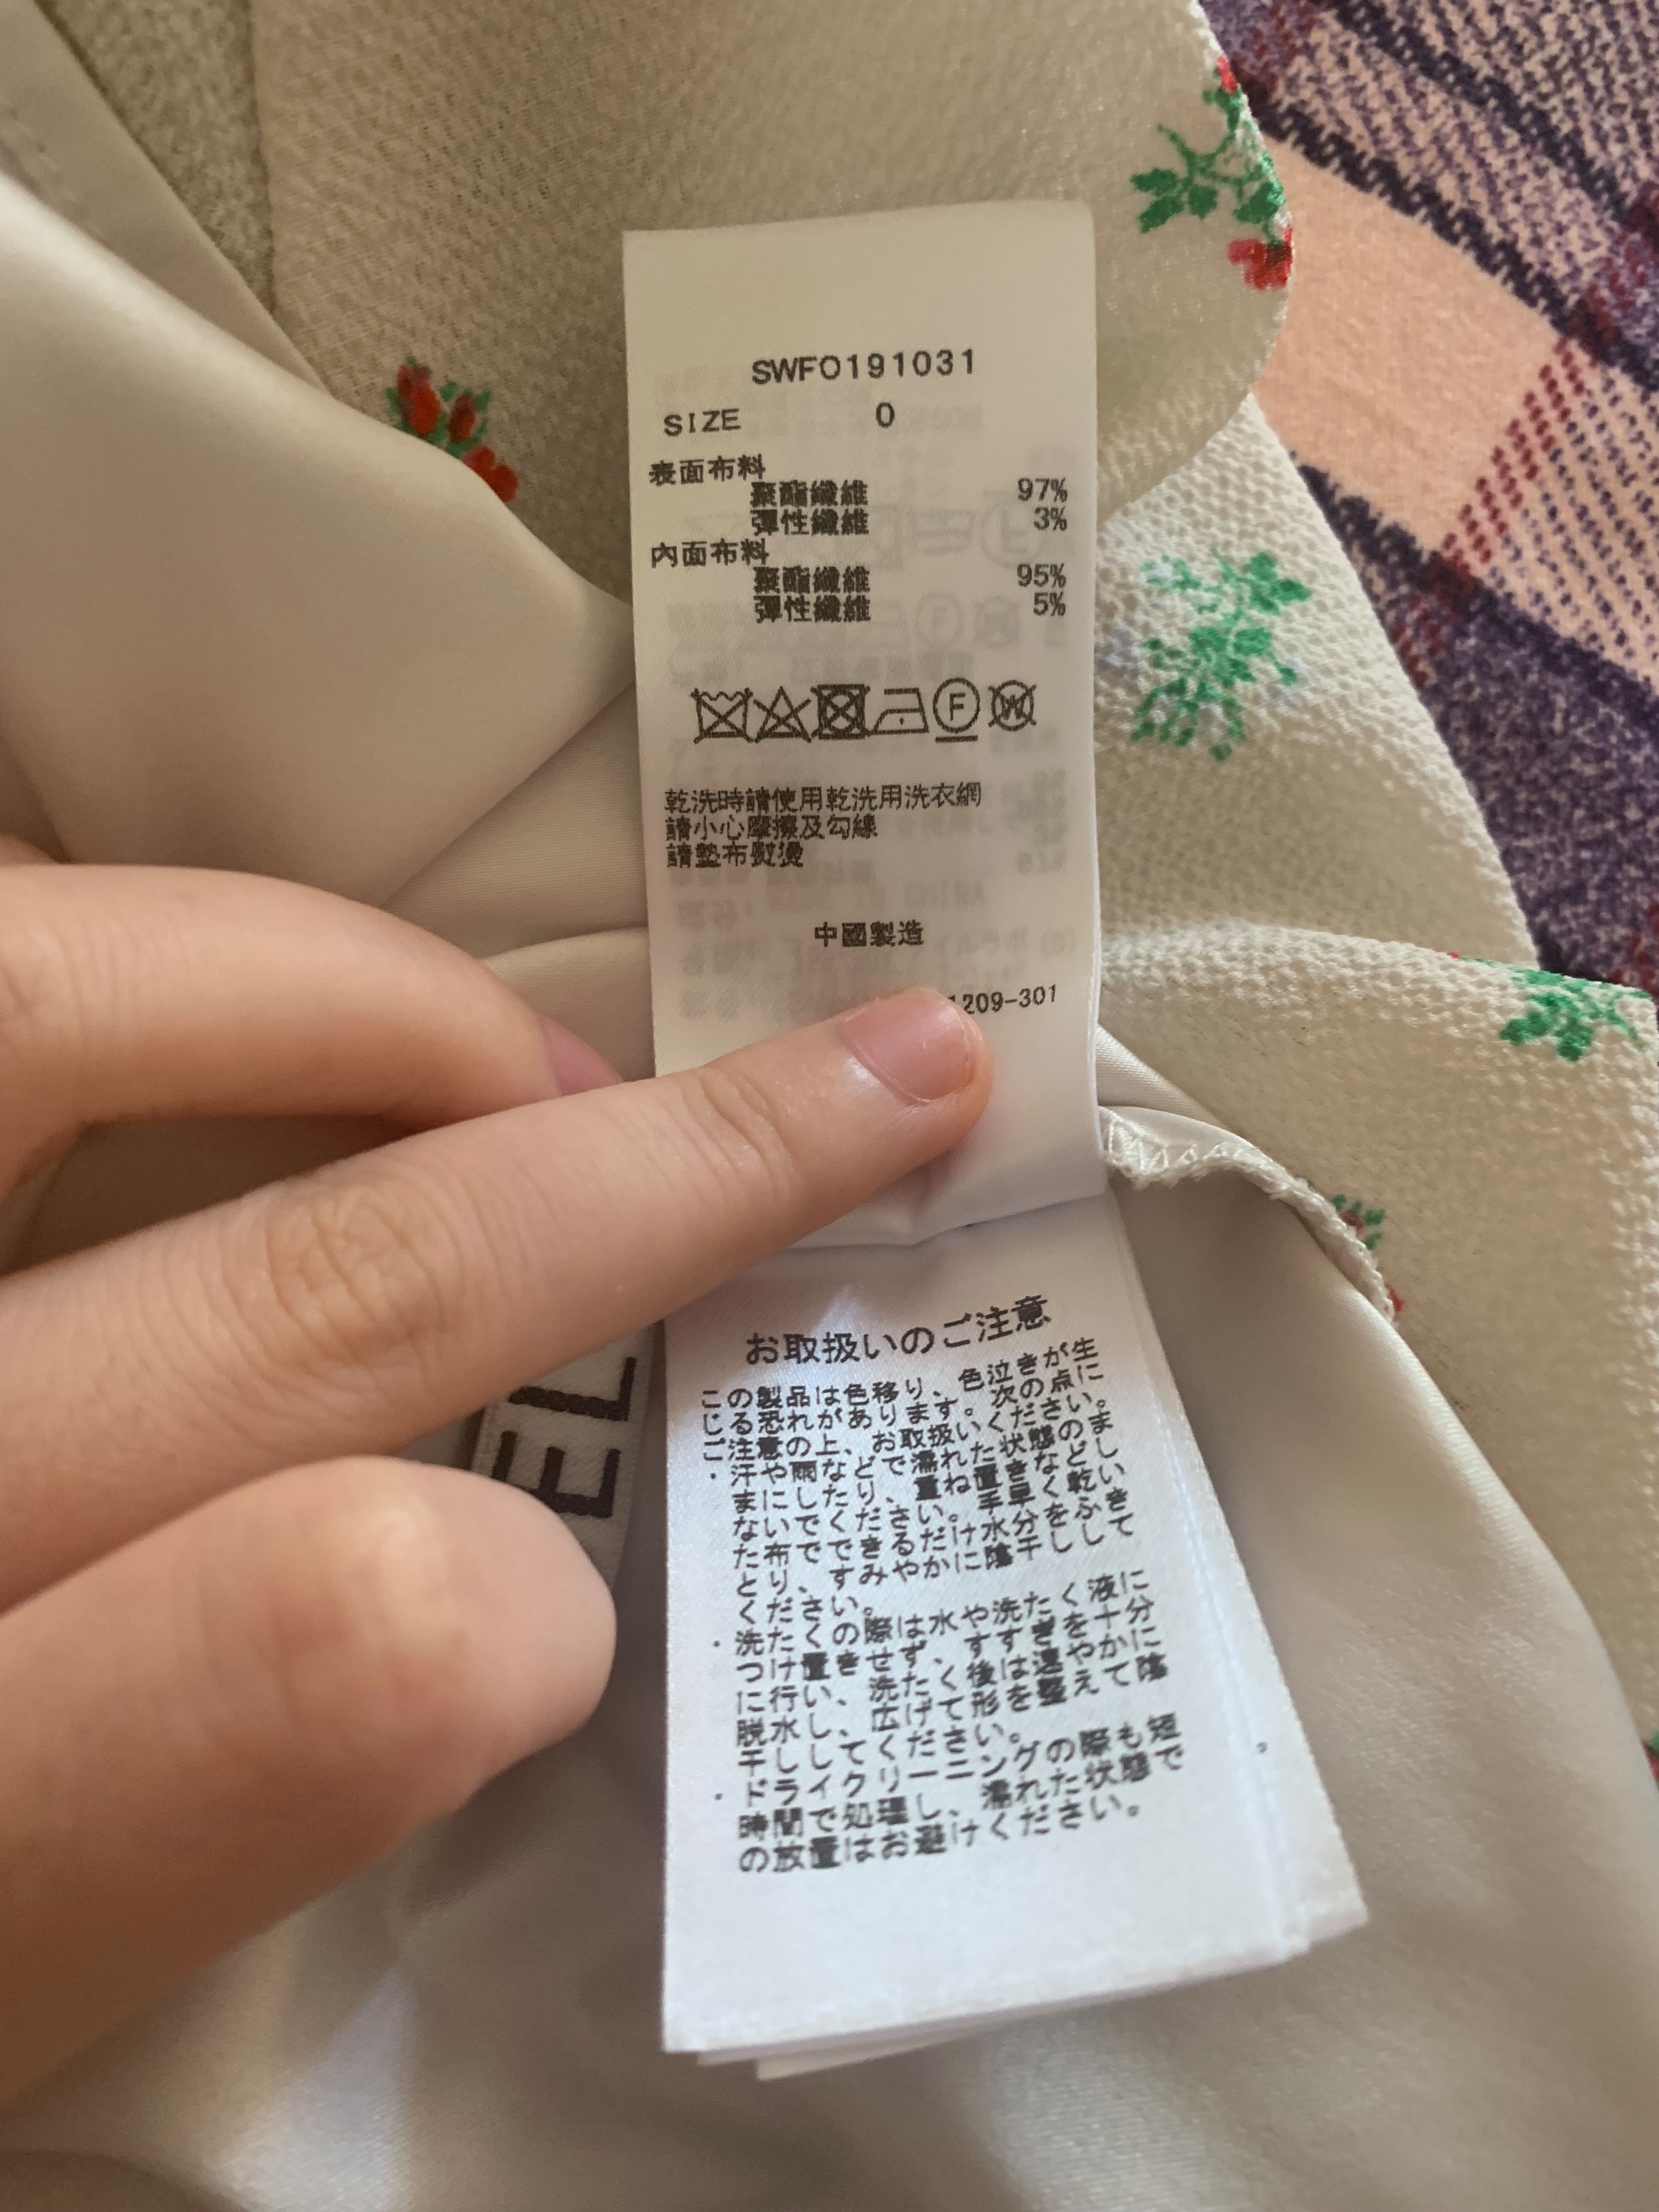 SWFO191031
SIZE 0
表面布料
聚酯纖維 97%
彈性纖維 3%
內面布料
聚酯纖維 95%
彈性纖維 5%
F
W
乾洗時請使用乾洗用洗衣網
請小心摩擦及勾線
請墊布熨燙
中國製造
1209-301
お取扱いのご注意
この製品は色移り、色泣きが生
じる恐れがあります。次の点に
ご注意の上、お取扱いください。
・汗や雨などで濡れた状態のま
まにしたり、重ね置きなどし
ないでください。手早く乾い
た布でできるだけ水分をふき
とり、すみやかに陰干しして
ください。
・洗たくの際は水や洗たく液に
つけ置きせず、すすぎを十分
に行い、洗たく後は速やかに
脱水し、広げて形を整えて陰
干ししてください。
・ドライクリーニングの際も短
時間で処理し、濡れた状態で
の放置はお避けください。
EL